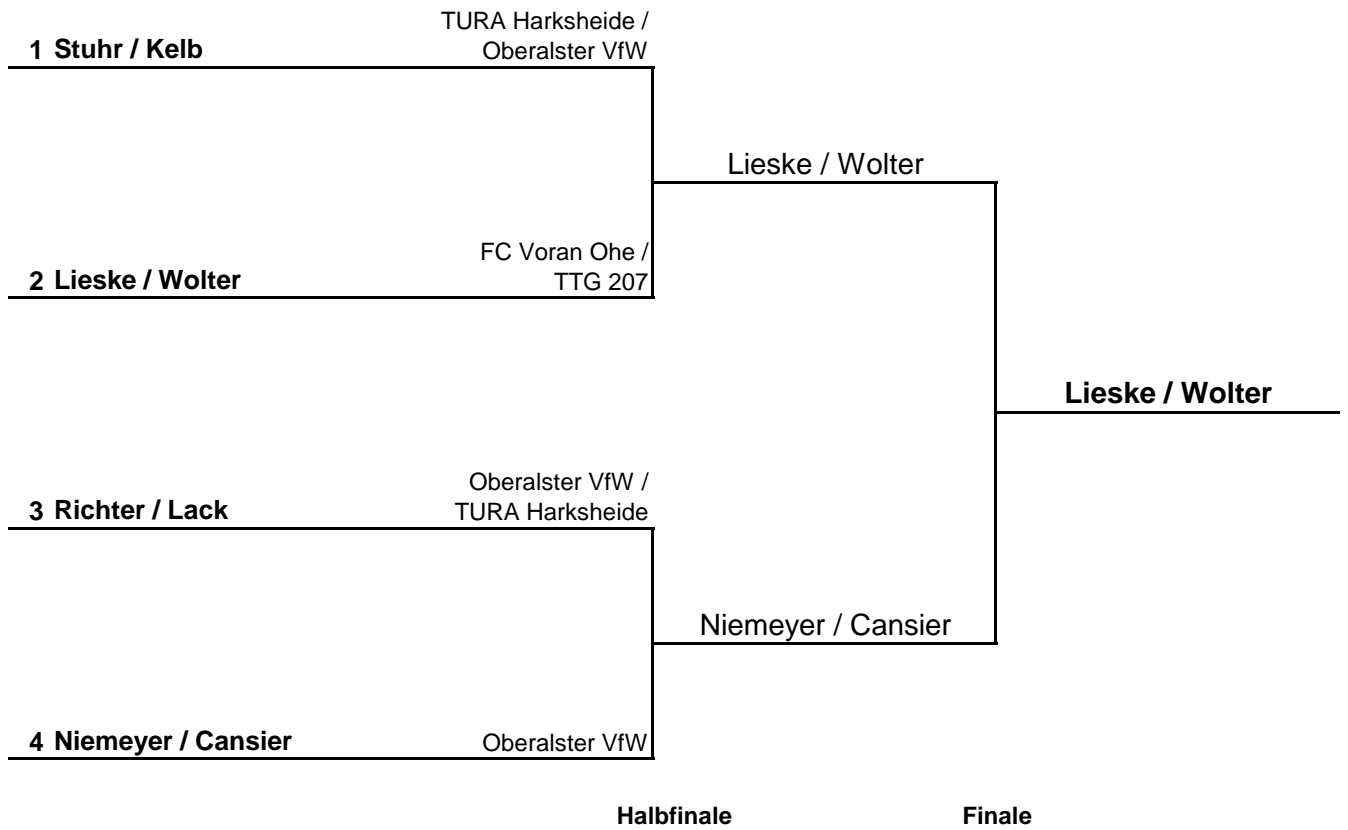 TURA Harksheide /
1 Stuhr / Kelb Oberalster VfW
Lieske / Wolter
FC Voran Ohe /
2 Lieske / Wolter TTG 207
Lieske / Wolter
Oberalster VfW /
3 Richter / Lack TURA Harksheide
Niemeyer / Cansier
4 Niemeyer / Cansier Oberalster VfW
Halbfinale Finale